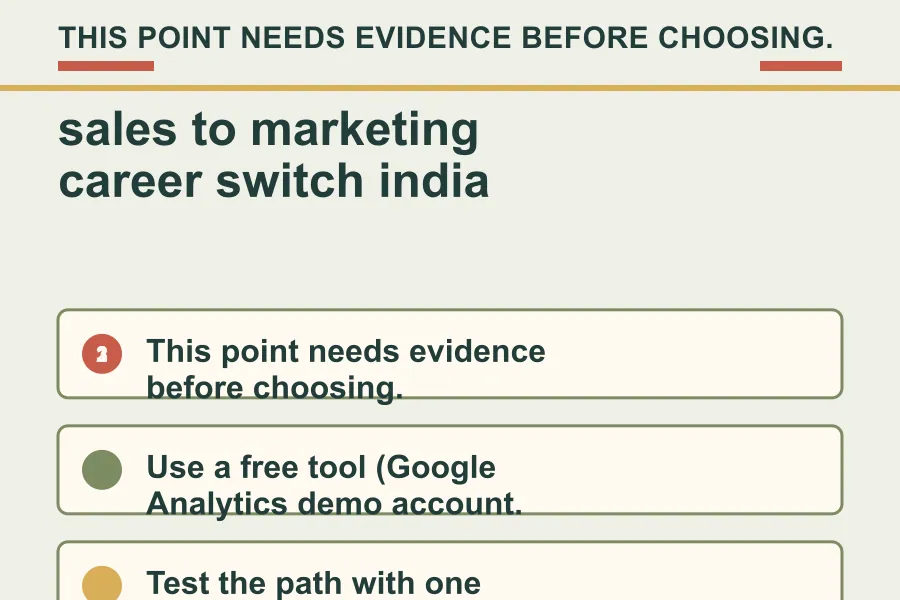 THIS POINT NEEDS EVIDENCE BEFORE CHOOSING.
sales to marketing
career switch india
This point needs evidence
before choosing.
Use a free tool (Google
Analytics demo account.
Test the path with one